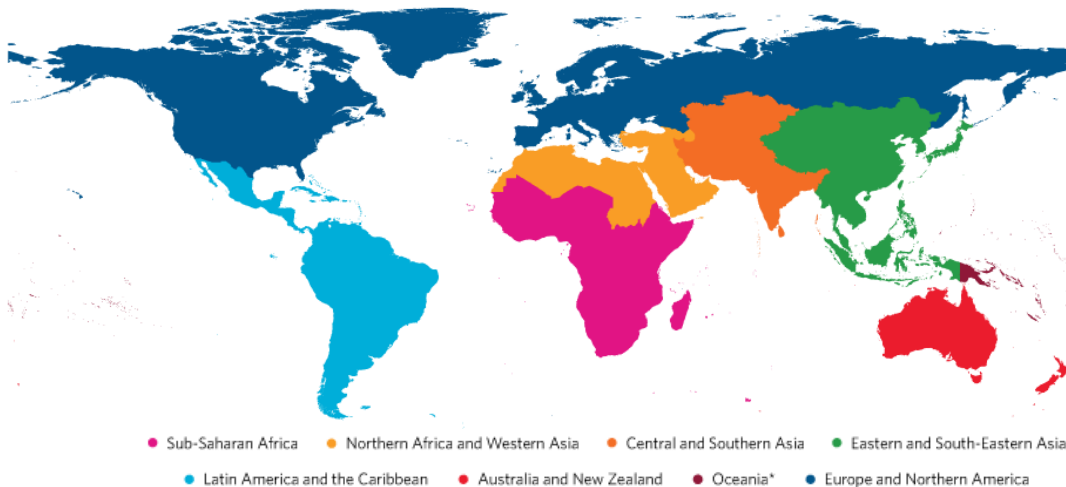 Sub-Saharan Africa Northern Africa and Western Asia Central and Southern Asia Eastern and South-Eastern Asia
Latin America and the Caribbean Australia and New Zealand Oceania* Europe and Northern America